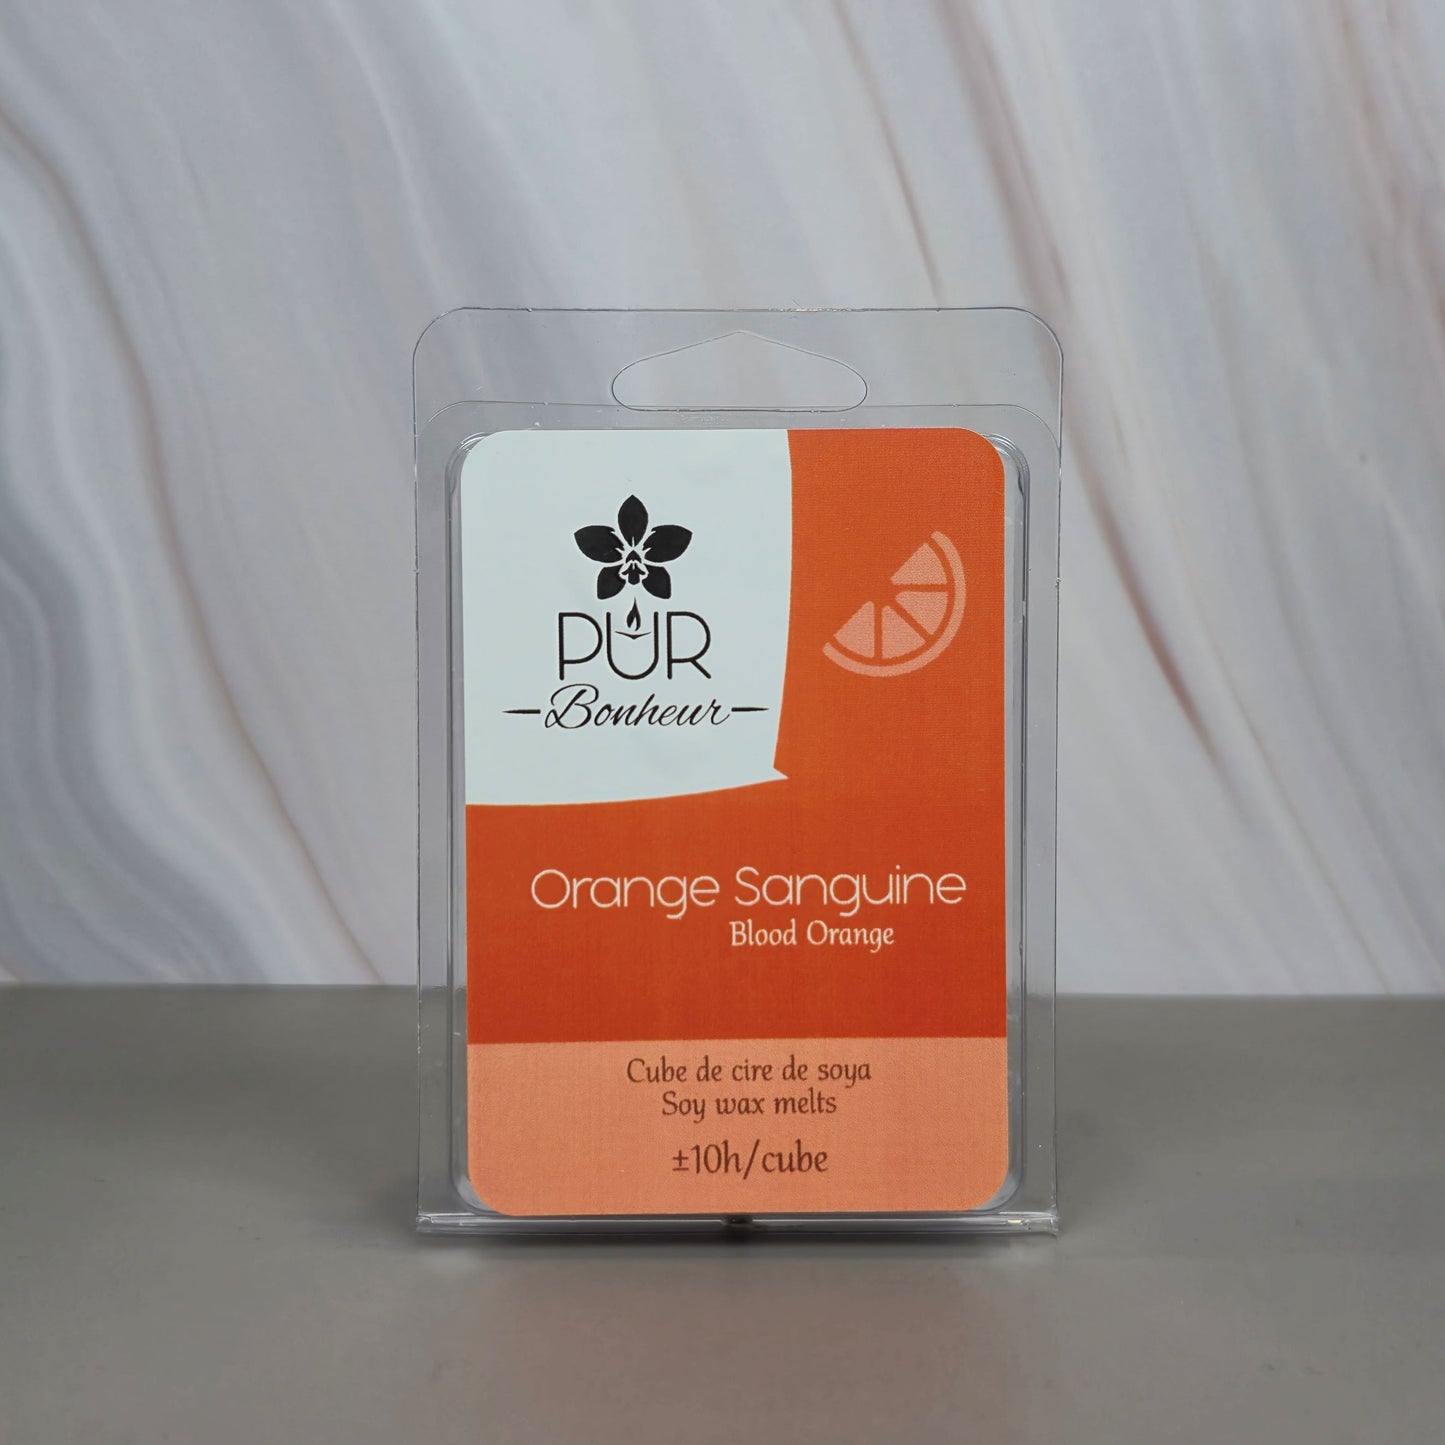 PUR
Bonheur
Orange Sanguine
Blood Orange
Cube de cire de soya
Soy wax melts
±10h/cube